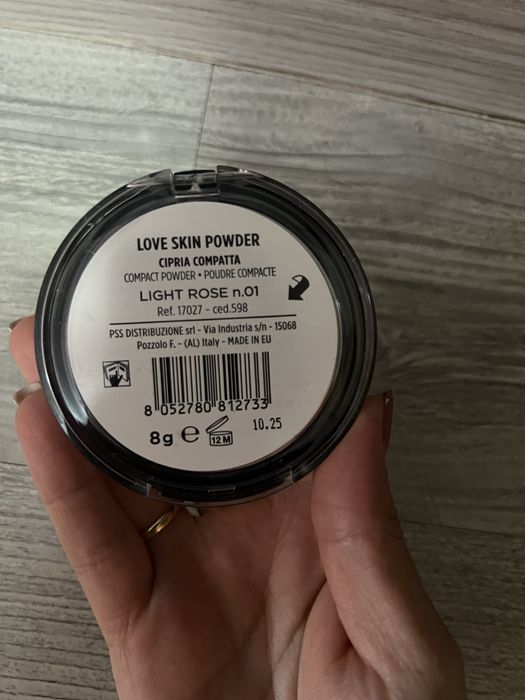 LOVE SKIN POWDER
CIPRIA COMPATTA
COMPACT POWDER • POUDRE COMPACTE
LIGHT ROSE n.01
Ref. 17027 - ced.598
PSS DISTRIBUZIONE srl - Via Industria s/n - 15068
Pozzolo F. - (AL) Italy - MADE IN EU
8 052780 812733
8g e 12 M 10.25